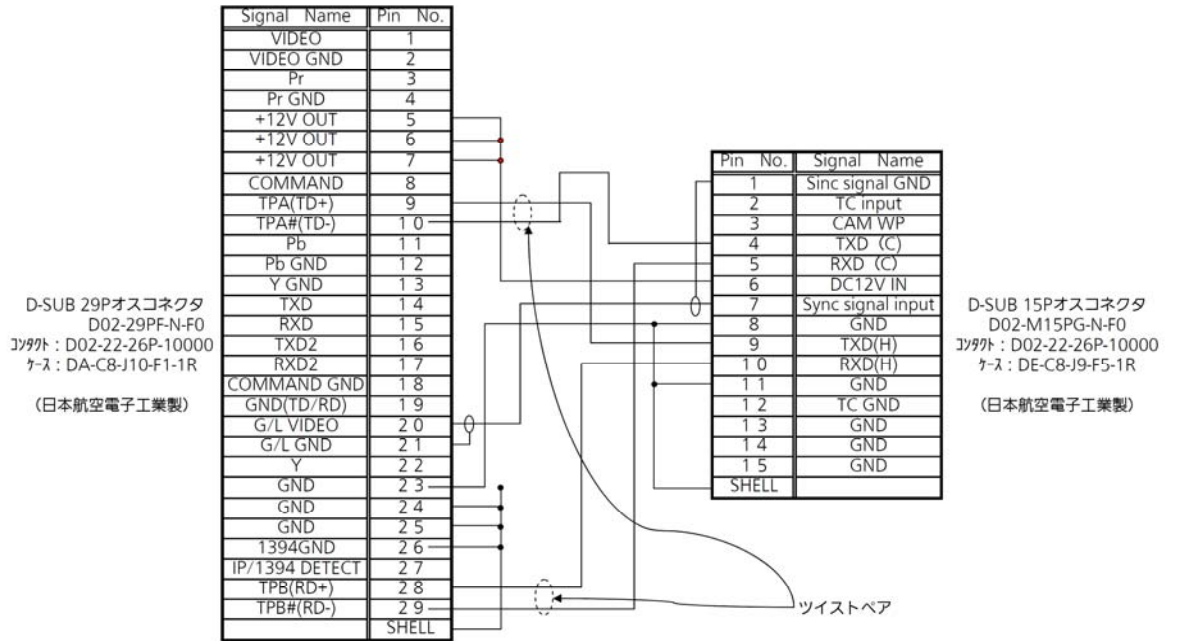 Signal Name Pin No.
VIDEO 1
VIDEO GND 2
Pr 3
Pr GND 4
+12V OUT 5
+12V OUT 6
+12V OUT 7
COMMAND 8
TPA(TD+) 9
TPA#(TD-) 10
Pb 11
Pb GND 12
Y GND 13
TXD 14
RXD 15
TXD2 16
RXD2 17
COMMAND GND 18
GND(TD/RD) 19
G/L VIDEO 20
G/L GND 21
Y 22
GND 23
GND 24
GND 25
1394GND 26
IP/1394 DETECT 27
TPB(RD+) 28
TPB#(RD-) 29
SHELL
D-SUB 29Pオスコネクタ
D02-29PF-N-F0
ｺﾝﾀｸﾄ：D02-22-26P-10000
ｹｰｽ：DA-C8-J10-F1-1R
（日本航空電子工業製）
Pin No. Signal Name
1 Sinc signal GND
2 TC input
3 CAM WP
4 TXD（C）
5 RXD（C）
6 DC12V IN
7 Sync signal input
8 GND
9 TXD(H)
10 RXD(H)
11 GND
12 TC GND
13 GND
14 GND
15 GND
SHELL
D-SUB 15Pオスコネクタ
D02-M15PG-N-F0
ｺﾝﾀｸﾄ：D02-22-26P-10000
ｹｰｽ：DE-C8-J9-F5-1R
（日本航空電子工業製）
ツイストペア